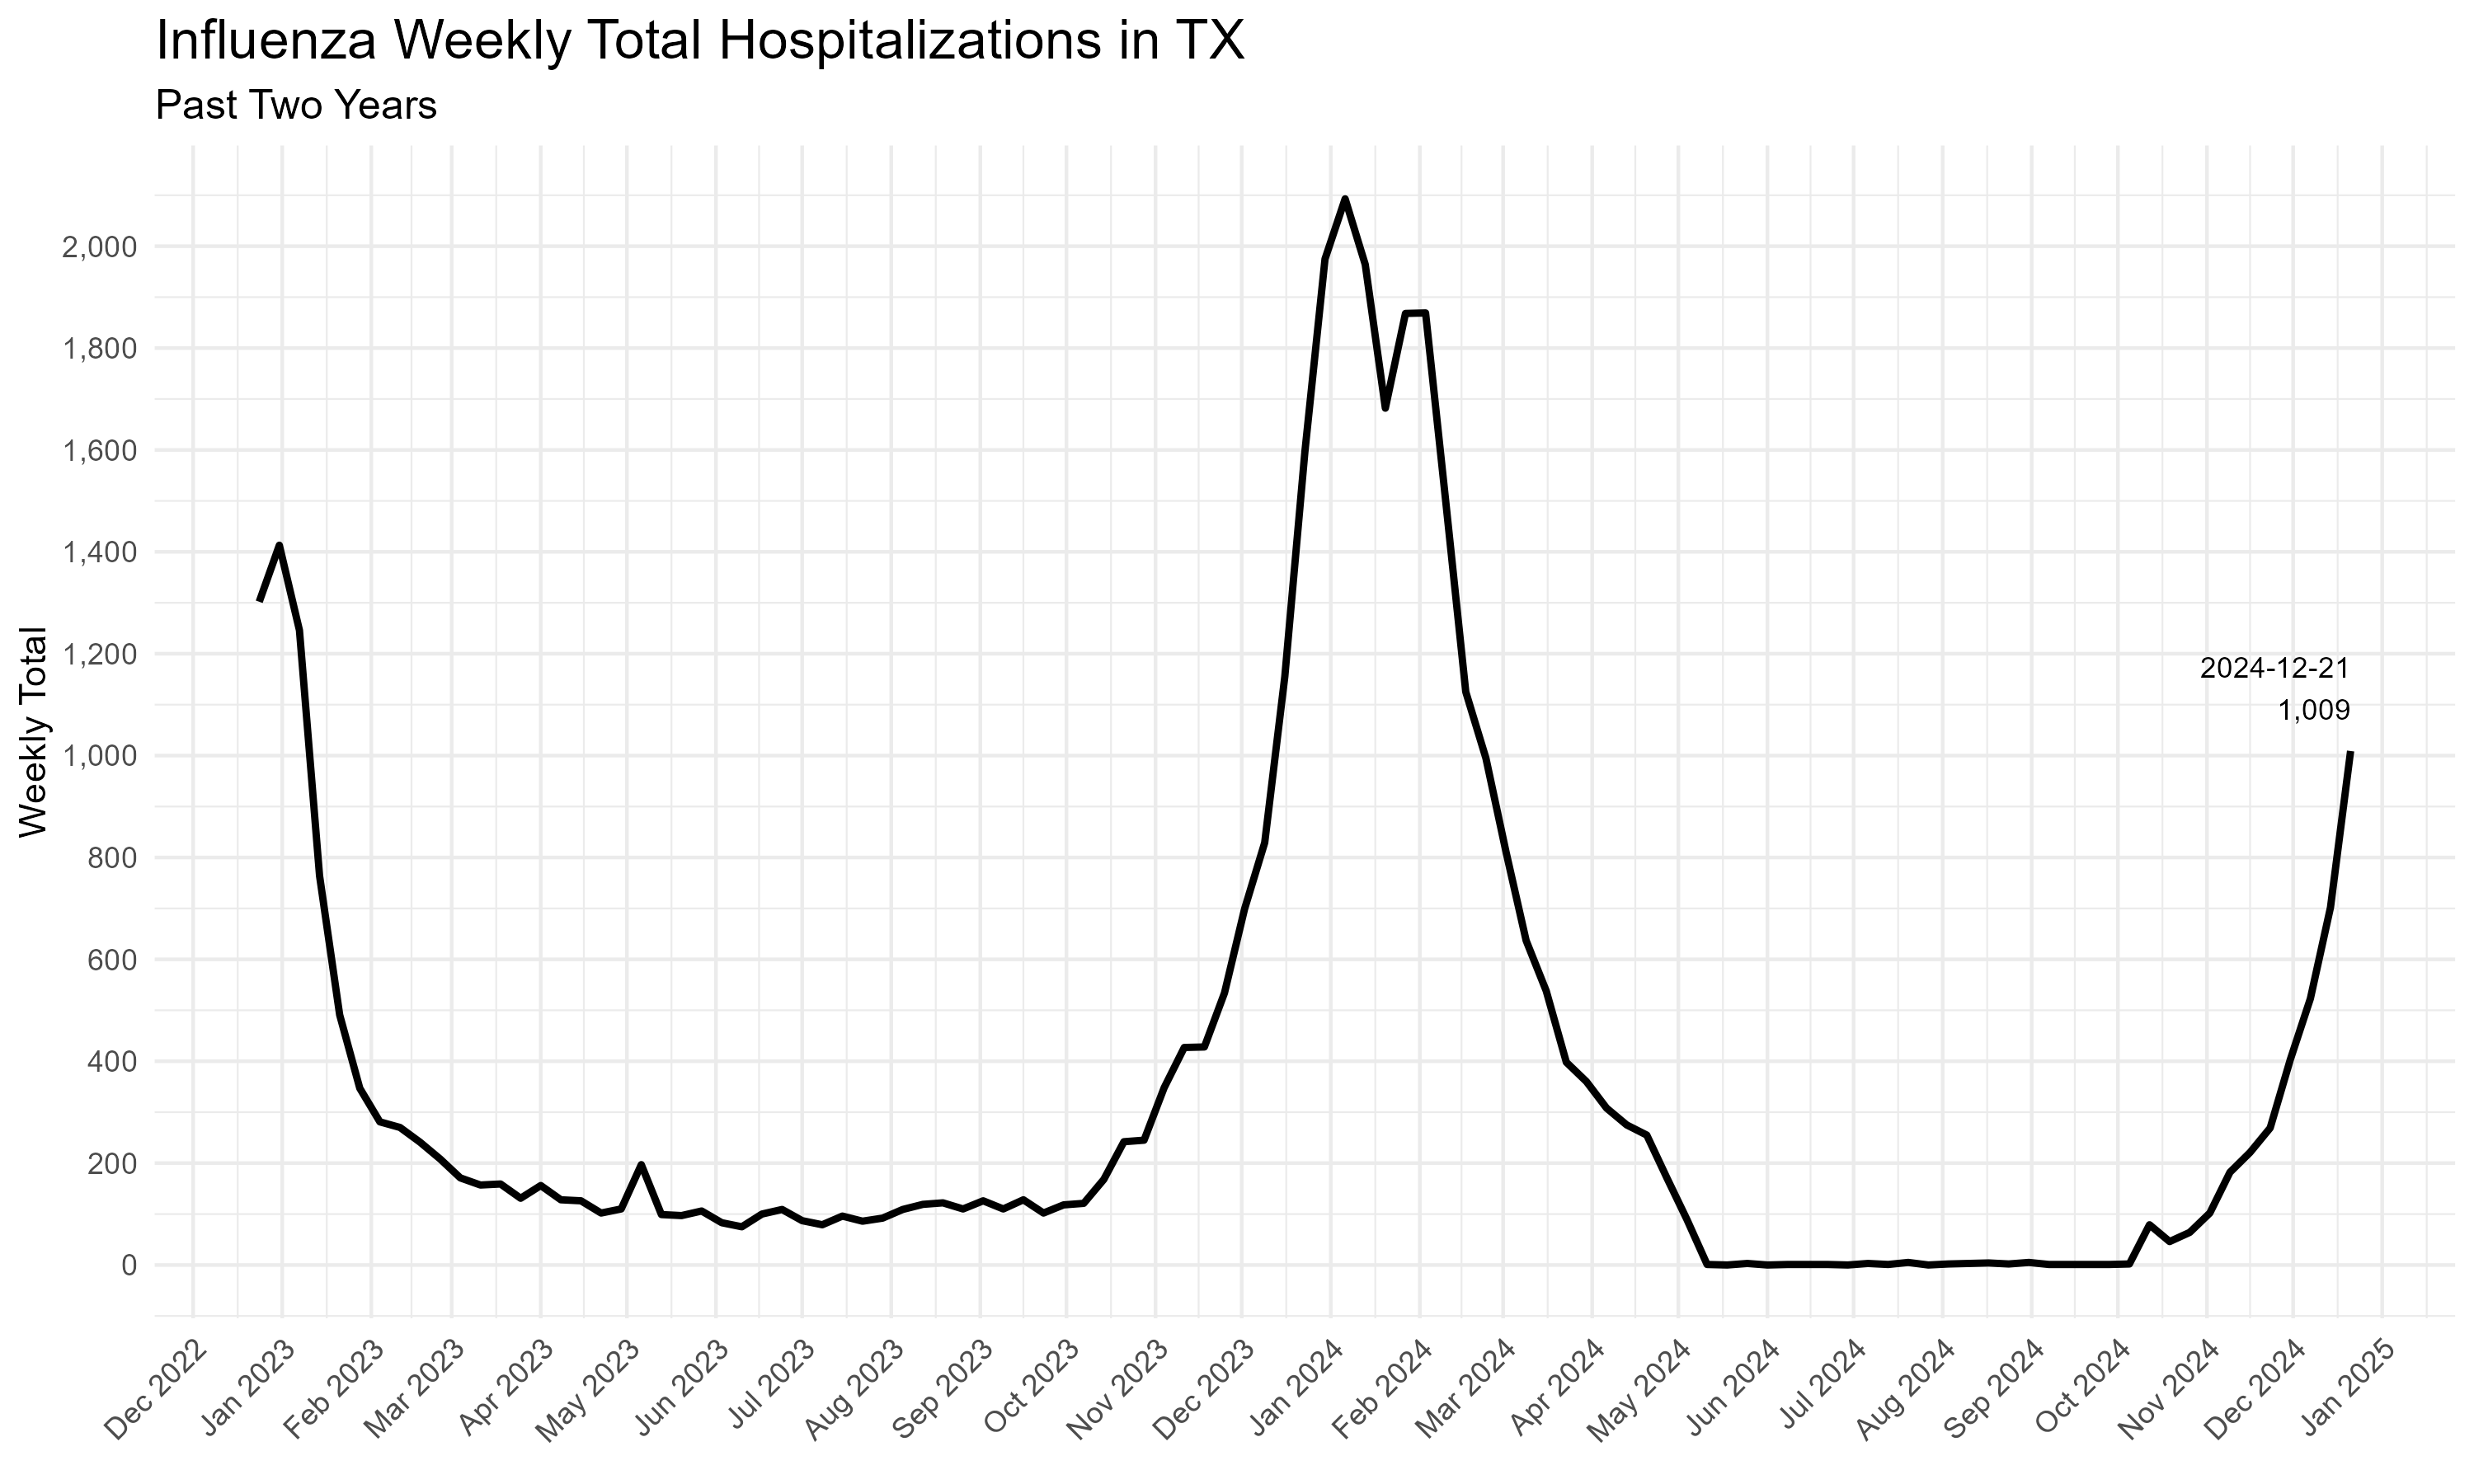 Influenza Weekly Total Hospitalizations in TX
Past Two Years
Weekly Total
2,000
1,800
1,600
1,400
1,200
1,000
800
600
400
200
0
2024-12-21
1,009
Dec 2022
Jan 2023
Feb 2023
Mar 2023
Apr 2023
May 2023
Jun 2023
Jul 2023
Aug 2023
Sep 2023
Oct 2023
Nov 2023
Dec 2023
Jan 2024
Feb 2024
Mar 2024
Apr 2024
May 2024
Jun 2024
Jul 2024
Aug 2024
Sep 2024
Oct 2024
Nov 2024
Dec 2024
Jan 2025